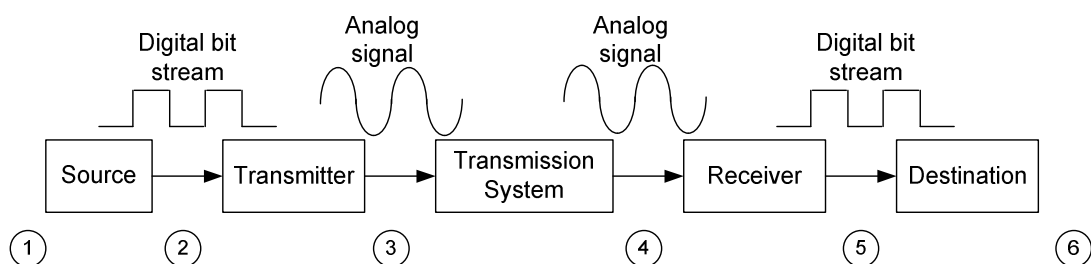 Digital bit
stream
Analog
signal
Analog
signal
Digital bit
stream
Source
Transmitter
Transmission
System
Receiver
Destination
1
2
3
4
5
6